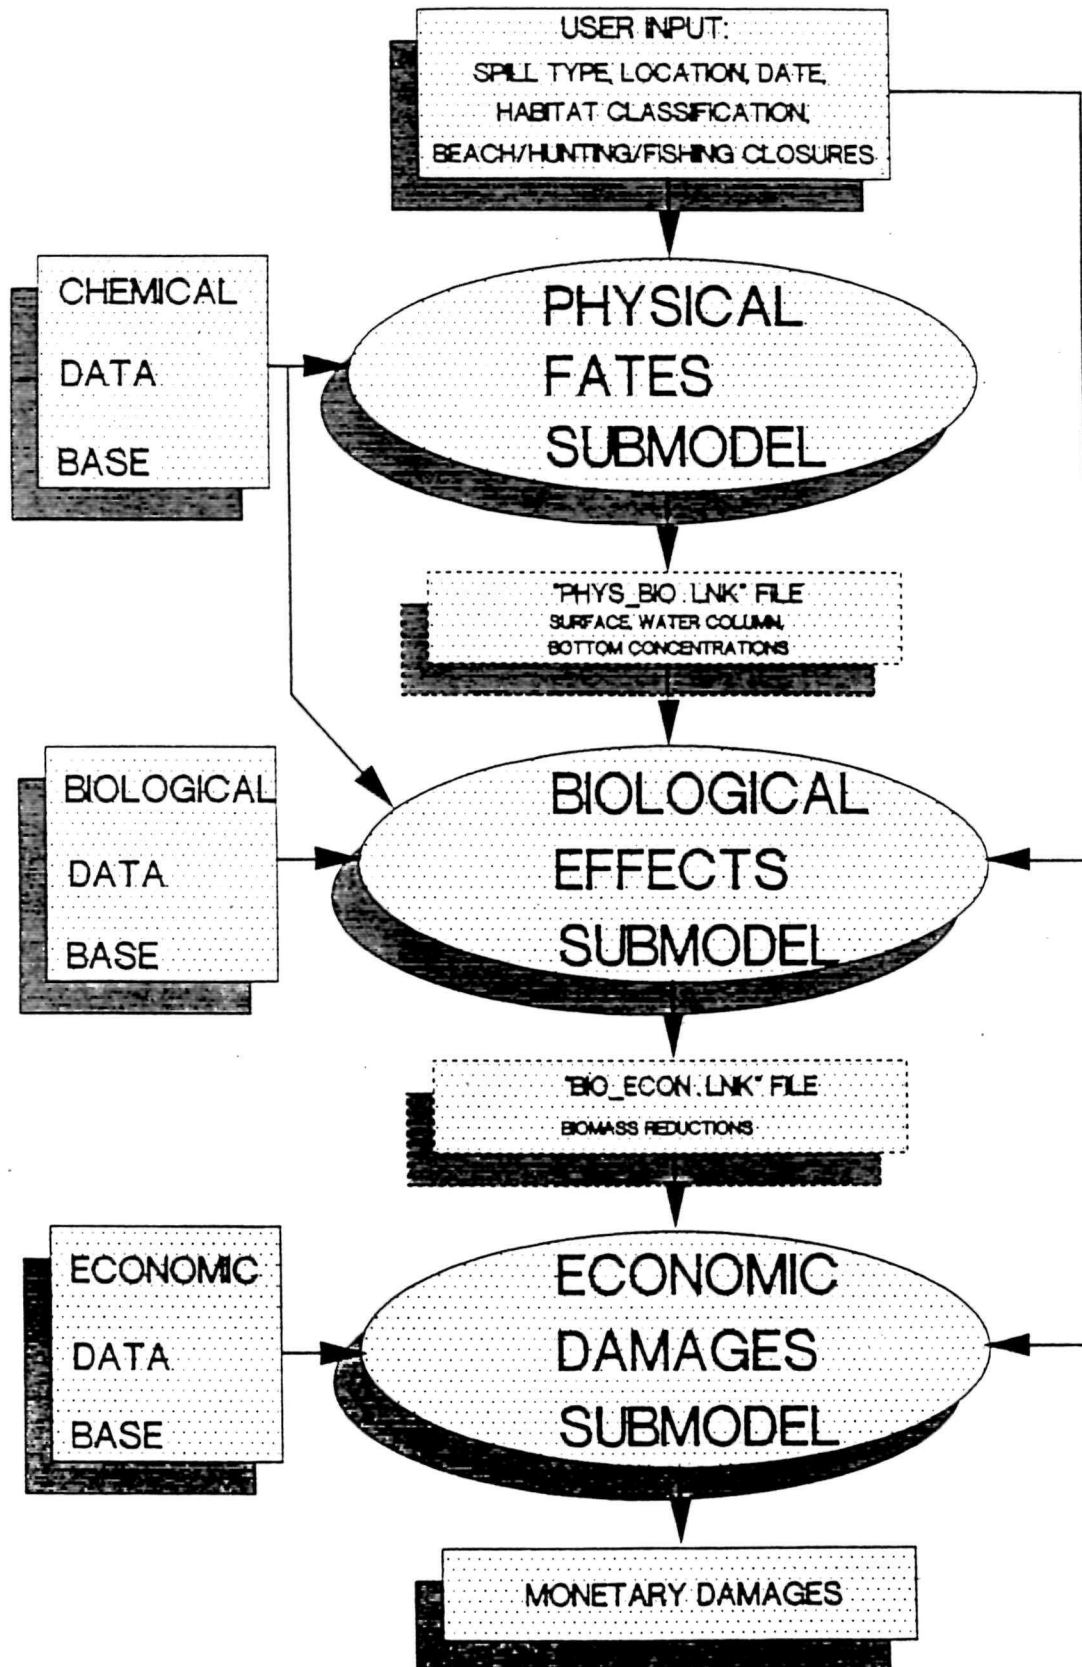 USER INPUT:
SPILL TYPE, LOCATION, DATE,
HABITAT CLASSIFICATION,
BEACH/HUNTING/FISHING CLOSURES
CHEMICAL
DATA
BASE
PHYSICAL
FATES
SUBMODEL
"PHYS_BIO.LNK" FILE
SURFACE, WATER COLUMN,
BOTTOM CONCENTRATIONS
BIOLOGICAL
DATA
BASE
BIOLOGICAL
EFFECTS
SUBMODEL
"BIO_ECON.LNK" FILE
BIOMASS REDUCTIONS
ECONOMIC
DATA
BASE
ECONOMIC
DAMAGES
SUBMODEL
MONETARY DAMAGES